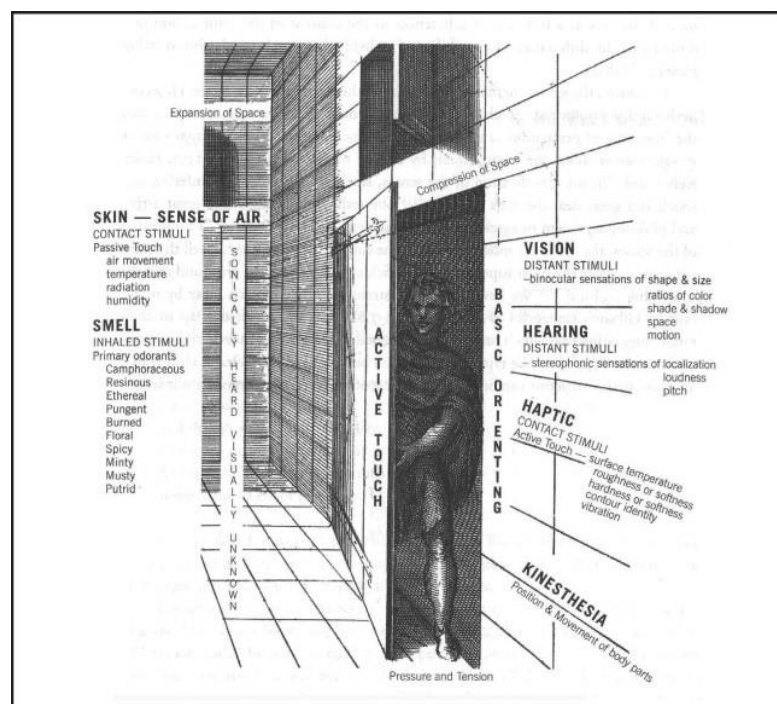 Expansion of Space
Compression of Space
SKIN — SENSE OF AIR
CONTACT STIMULI
Passive Touch
air movement
temperature
radiation
humidity
SMELL
INHALED STIMULI
Primary odorants
Camphoraceous
Resinous
Ethereal
Pungent
Burned
Floral
Spicy
Minty
Musty
Putrid
SONICALLY HEARD VISUALLY UNKNOWN
ACTIVE TOUCH
BASIC ORIENTING
VISION
DISTANT STIMULI
–binocular sensations of shape & size
ratios of color
shade & shadow
space
motion
HEARING
DISTANT STIMULI
– stereophonic sensations of localization
loudness
pitch
HAPTIC
CONTACT STIMULI
Active Touch — surface temperature
roughness or softness
hardness or softness
contour identity
vibration
KINESTHESIA
Position & Movement of body parts
Pressure and Tension